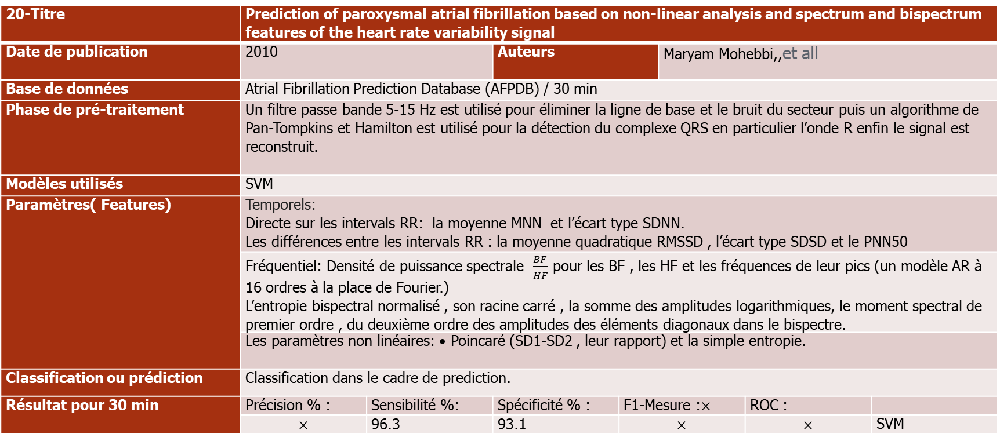 20-Titre
Prediction of paroxysmal atrial fibrillation based on non-linear analysis and spectrum and bispectrum
features of the heart rate variability signal
Date de publication
2010
Auteurs
Maryam Mohebbi,,et all
Base de données
Atrial Fibrillation Prediction Database (AFPDB) / 30 min
Phase de pré-traitement
Un filtre passe bande 5-15 Hz est utilisé pour éliminer la ligne de base et le bruit du secteur puis un algorithme de
Pan-Tompkins et Hamilton est utilisé pour la détection du complexe QRS en particulier l’onde R enfin le signal est
reconstruit.
Modèles utilisés
SVM
Paramètres( Features)
Temporels:
Directe sur les intervals RR:  la moyenne MNN  et l’écart type SDNN.
Les différences entre les intervals RR : la moyenne quadratique RMSSD , l’écart type SDSD et le PNN50
Fréquentiel: Densité de puissance spectrale BF/HF pour les BF , les HF et les fréquences de leur pics (un modèle AR à
16 ordres à la place de Fourier.)
L’entropie bispectral normalisé , son racine carré , la somme des amplitudes logarithmiques, le moment spectral de
premier ordre , du deuxième ordre des amplitudes des éléments diagonaux dans le bispectre.
Les paramètres non linéaires: • Poincaré (SD1-SD2 , leur rapport) et la simple entropie.
Classification ou prédiction
Classification dans le cadre de prediction.
Résultat pour 30 min
Précision % :
Sensibilité %:
Spécificité % :
F1-Mesure :×
ROC :
×
96.3
93.1
×
×
SVM